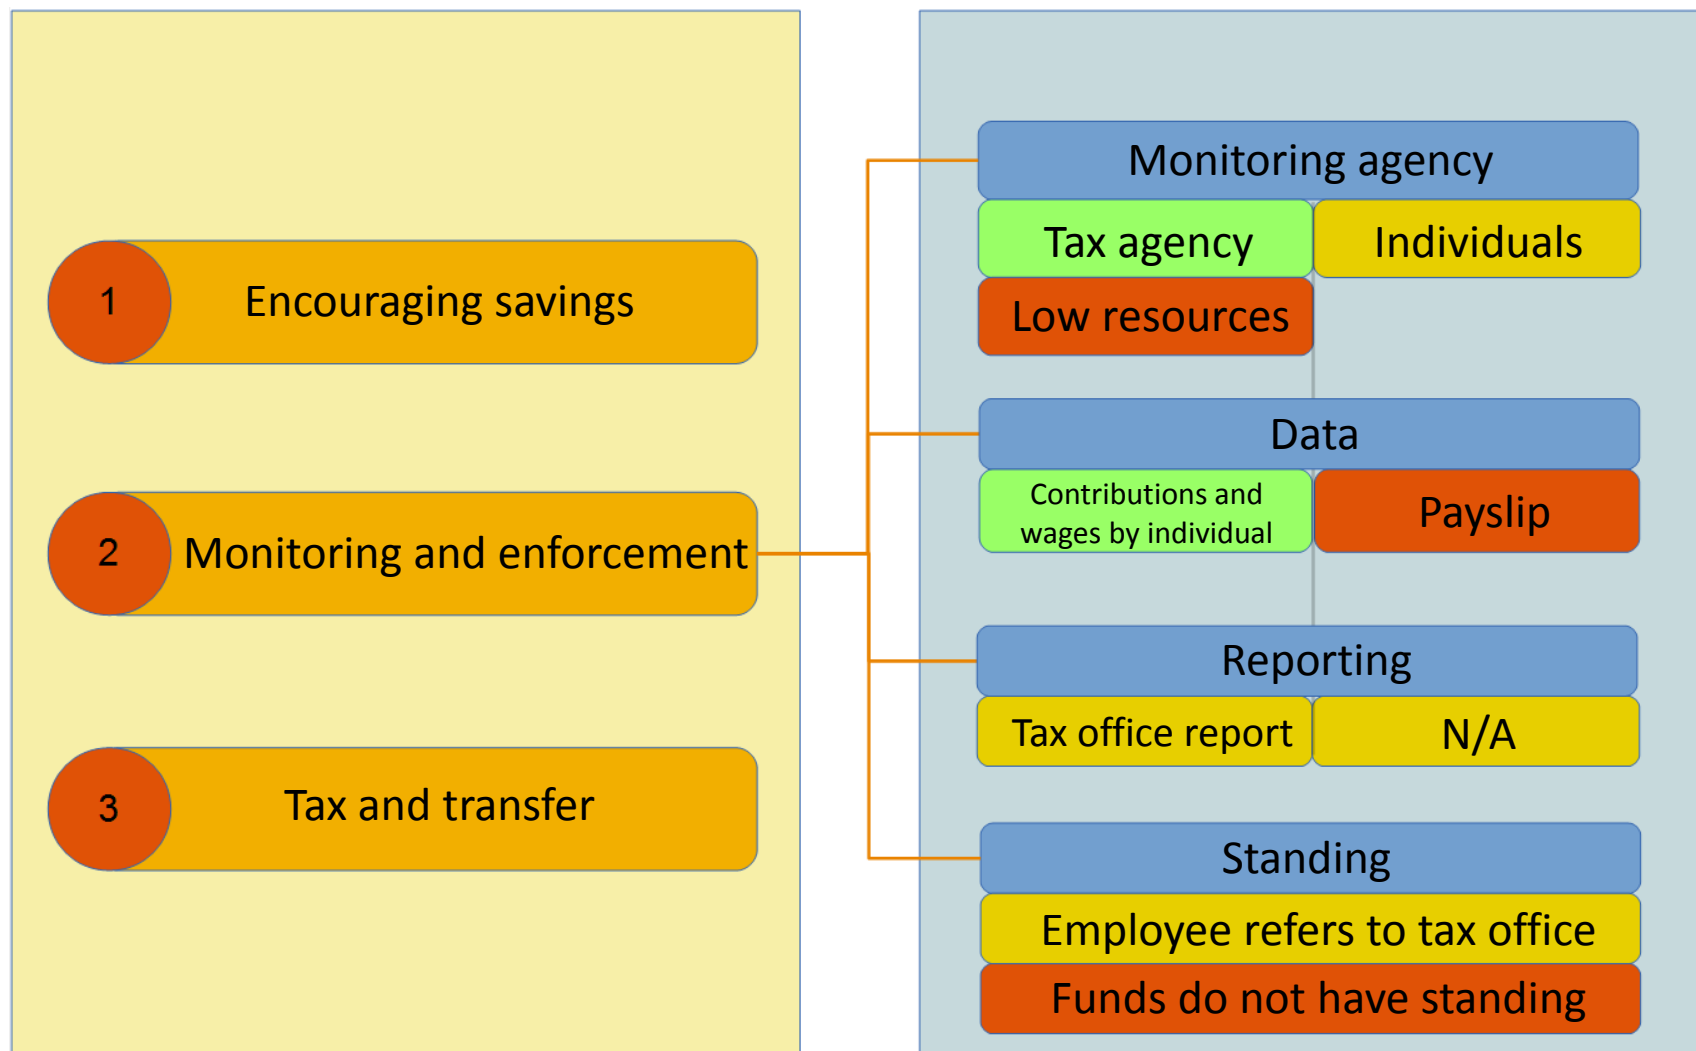 1
Encouraging savings
2
Monitoring and enforcement
3
Tax and transfer
Monitoring agency
Tax agency
Individuals
Low resources
Data
Contributions and
wages by individual
Payslip
Reporting
Tax office report
N/A
Standing
Employee refers to tax office
Funds do not have standing